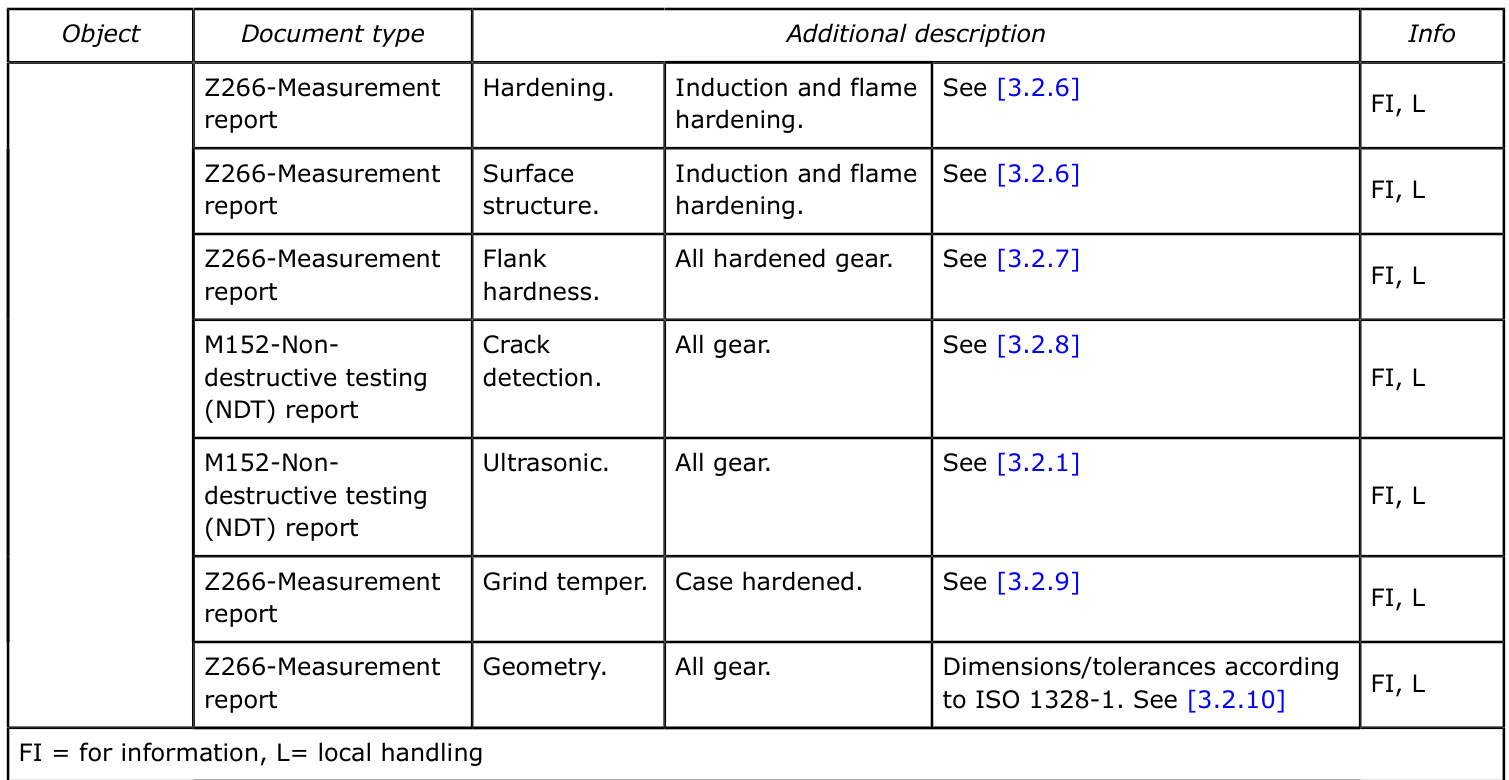 Object Document type Additional description Info
Z266-Measurement report Hardening. Induction and flame hardening. See [3.2.6] FI, L
Z266-Measurement report Surface structure. Induction and flame hardening. See [3.2.6] FI, L
Z266-Measurement report Flank hardness. All hardened gear. See [3.2.7] FI, L
M152-Non-destructive testing (NDT) report Crack detection. All gear. See [3.2.8] FI, L
M152-Non-destructive testing (NDT) report Ultrasonic. All gear. See [3.2.1] FI, L
Z266-Measurement report Grind temper. Case hardened. See [3.2.9] FI, L
Z266-Measurement report Geometry. All gear. Dimensions/tolerances according to ISO 1328-1. See [3.2.10] FI, L
FI = for information, L= local handling